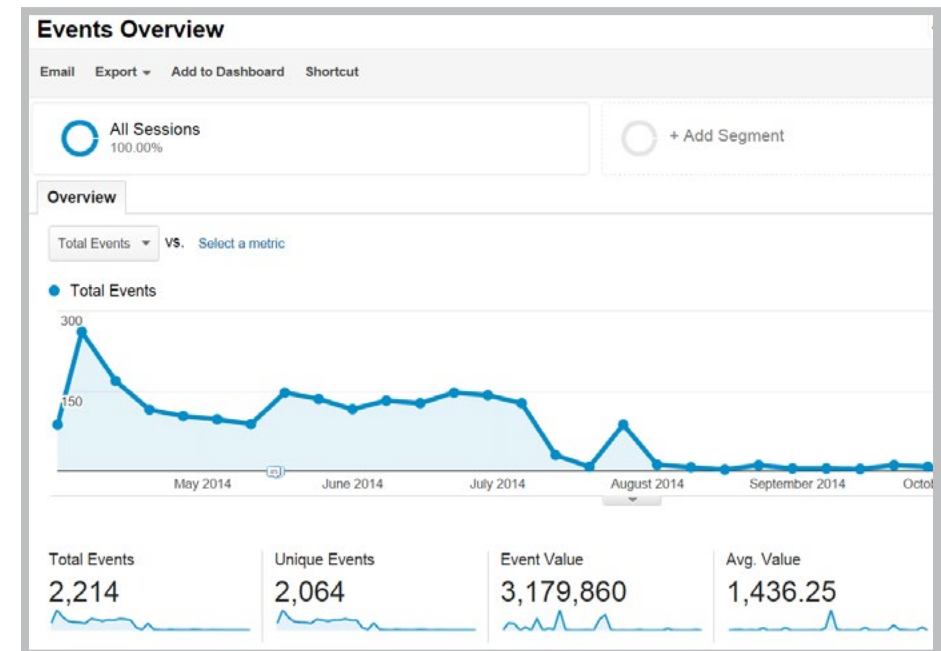 Events Overview
Email Export Add to Dashboard Shortcut
All Sessions
100.00%
+ Add Segment
Overview
Total Events VS. Select a metric
Total Events
300
150
May 2014 June 2014 July 2014 August 2014 September 2014 Octob
Total Events Unique Events Event Value Avg. Value
2,214 2,064 3,179,860 1,436.25